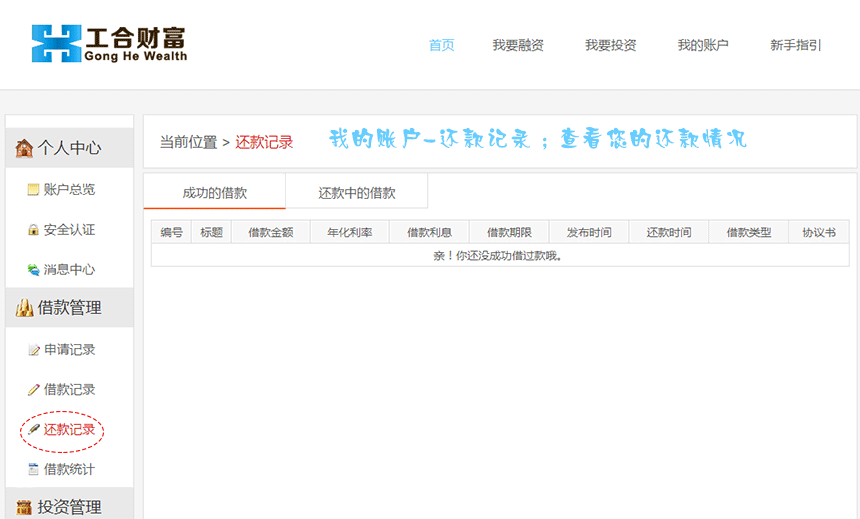 工合财富
Gong He Wealth
首页 我要融资 我要投资 我的账户 新手指引
个人中心
账户总览
安全认证
消息中心
借款管理
申请记录
借款记录
还款记录
借款统计
投资管理
当前位置 > 还款记录 我的账户-还款记录；查看您的还款情况
成功的借款 还款中的借款
编号 标题 借款金额 年化利率 借款利息 借款期限 发布时间 还款时间 借款类型 协议书
亲！你还没成功借过款哦。